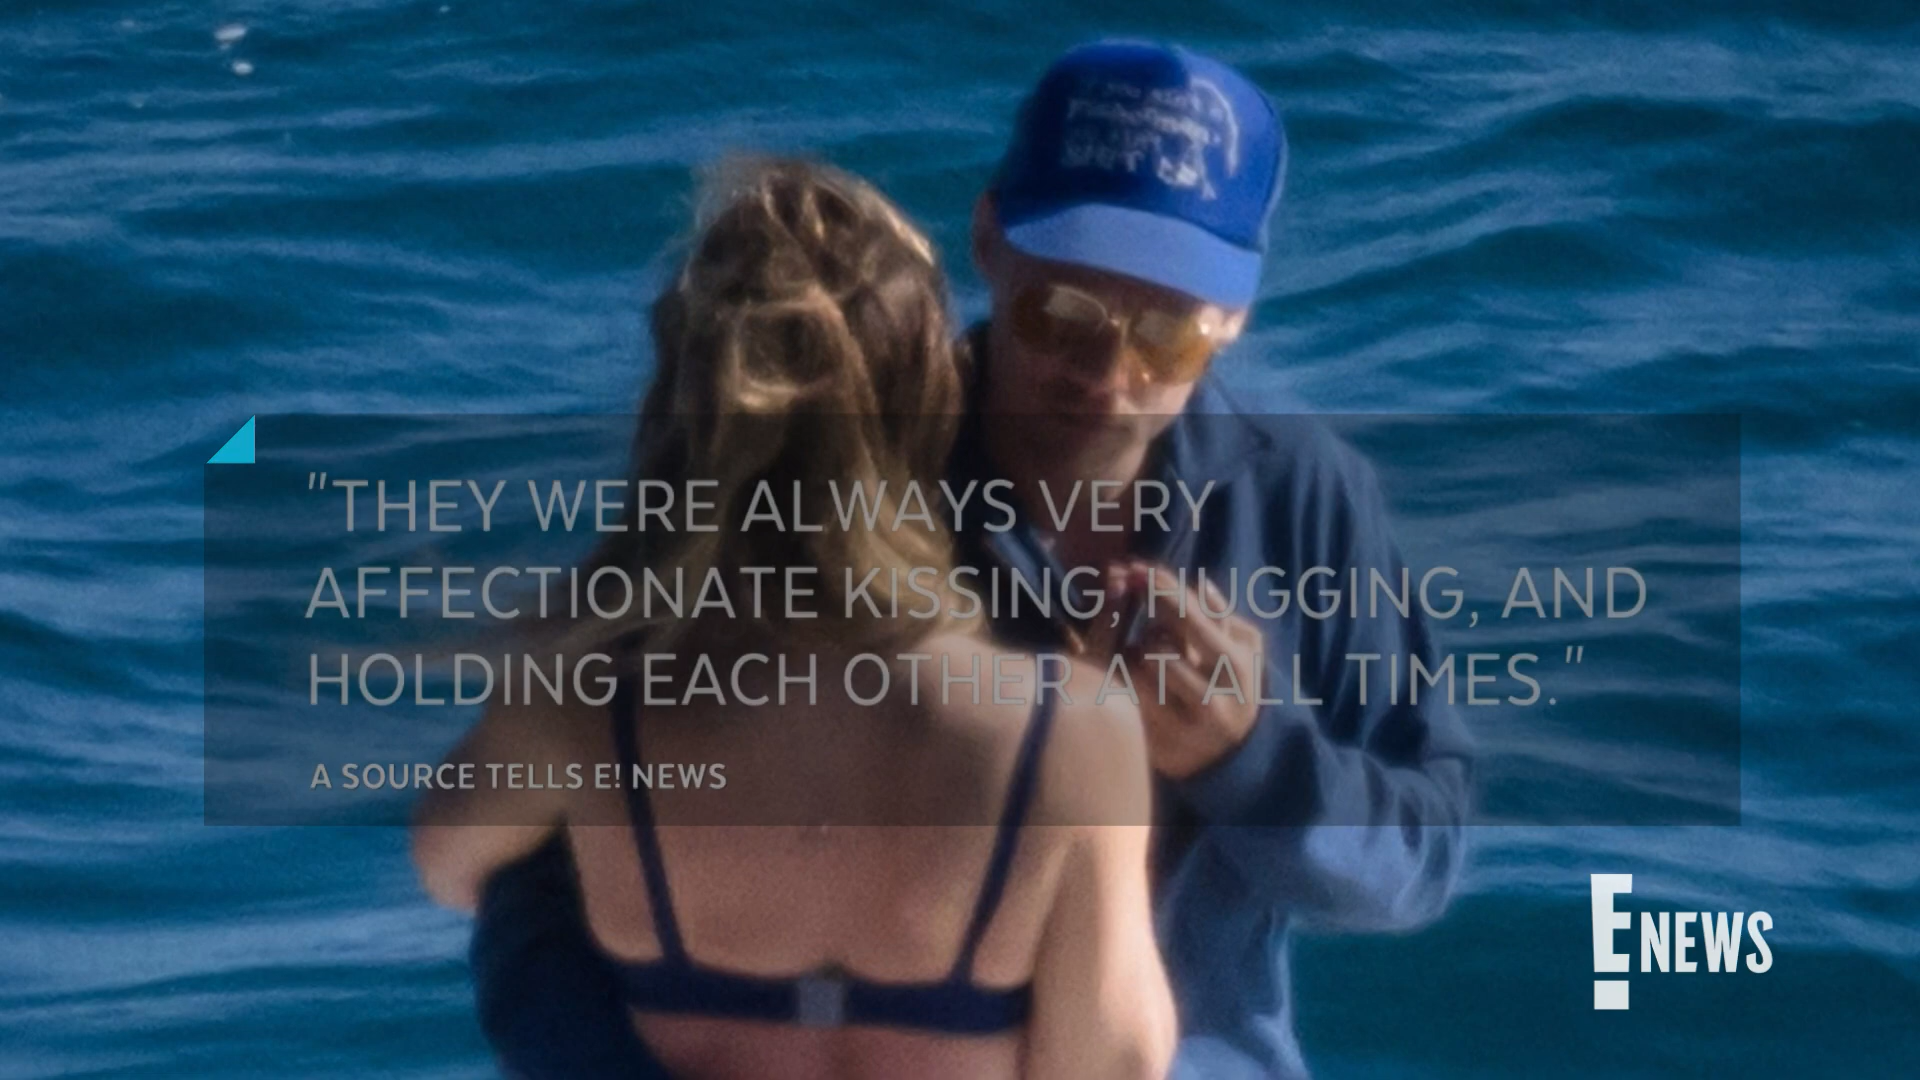 "THEY WERE ALWAYS VERY
AFFECTIONATE KISSING, HUGGING, AND
HOLDING EACH OTHER AT ALL TIMES."
A SOURCE TELLS E! NEWS
E! NEWS